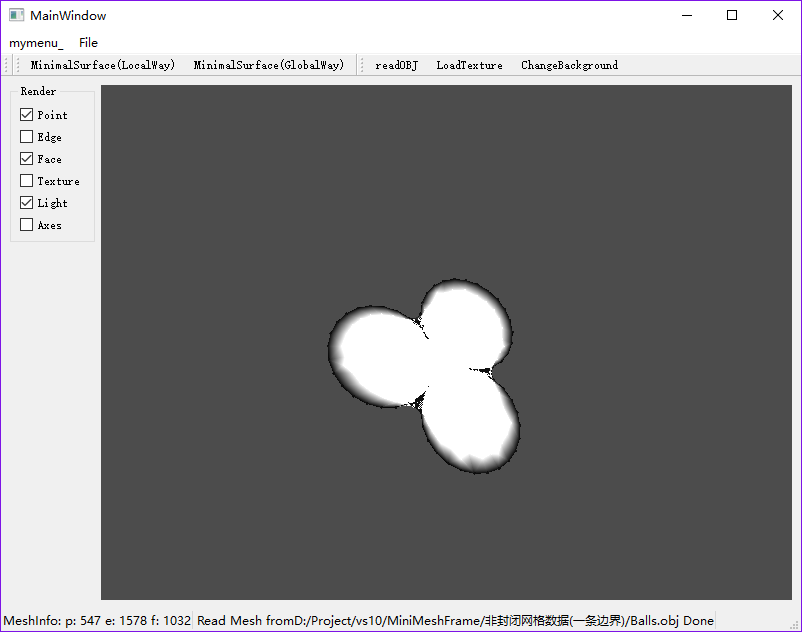 MainWindow
mymenu_ File
MinimalSurface(LocalWay) MinimalSurface(GlobalWay) readOBJ LoadTexture ChangeBackground
Render
Point
Edge
Face
Texture
Light
Axes
MeshInfo: p: 547 e: 1578 f: 1032 Read Mesh fromD:/Project/vs10/MiniMeshFrame/非封闭网格数据(一条边界)/Balls.obj Done